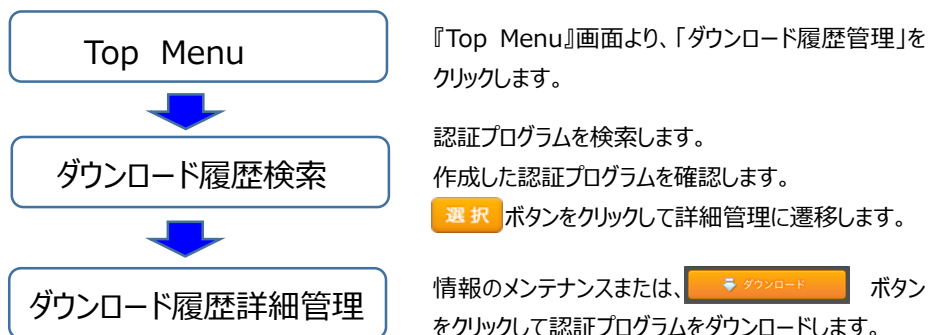 Top Menu
『Top Menu』画面より、「ダウンロード履歴管理」を
クリックします。
ダウンロード履歴検索
認証プログラムを検索します。
作成した認証プログラムを確認します。
選択 ボタンをクリックして詳細管理に遷移します。
ダウンロード履歴詳細管理
情報のメンテナンスまたは、 ダウンロード ボタン
をクリックして認証プログラムをダウンロードします。